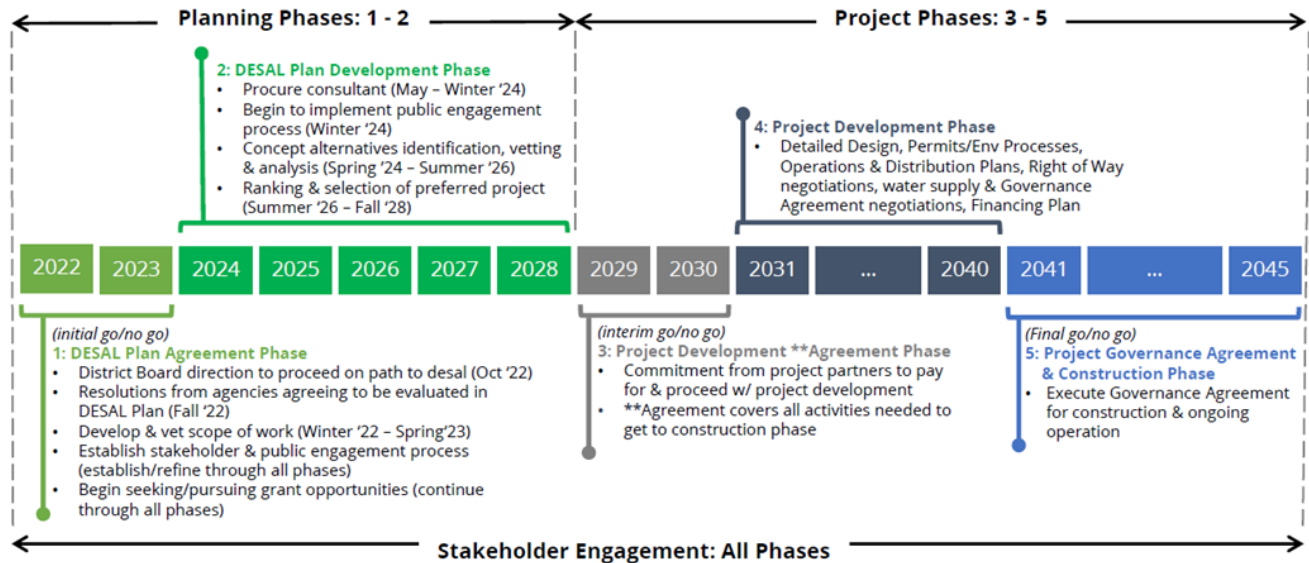 Planning Phases: 1 - 2
Project Phases: 3 - 5
2: DESAL Plan Development Phase
• Procure consultant (May – Winter ‘24)
• Begin to implement public engagement
process (Winter ‘24)
• Concept alternatives identification, vetting
& analysis (Spring ‘24 – Summer ‘26)
• Ranking & selection of preferred project
(Summer ‘26 – Fall ‘28)
4: Project Development Phase
• Detailed Design, Permits/Env Processes,
Operations & Distribution Plans, Right of Way
negotiations, water supply & Governance
Agreement negotiations, Financing Plan
2022 2023 2024 2025 2026 2027 2028 2029 2030 2031 ... 2040 2041 ... 2045
(initial go/no go)
1: DESAL Plan Agreement Phase
• District Board direction to proceed on path to desal (Oct ‘22)
• Resolutions from agencies agreeing to be evaluated in
DESAL Plan (Fall ‘22)
• Develop & vet scope of work (Winter ‘22 – Spring‘23)
• Establish stakeholder & public engagement process
(establish/refine through all phases)
• Begin seeking/pursuing grant opportunities (continue
through all phases)
(interim go/no go)
3: Project Development **Agreement Phase
• Commitment from project partners to pay
for & proceed w/ project development
• **Agreement covers all activities needed to
get to construction phase
(Final go/no go)
5: Project Governance Agreement
& Construction Phase
• Execute Governance Agreement
for construction & ongoing
operation
Stakeholder Engagement: All Phases